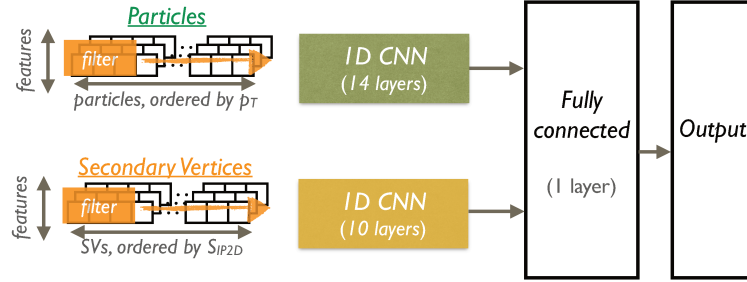 Particles
features
filter
particles, ordered by pT
1D CNN
(14 layers)
Secondary Vertices
features
filter
SVs, ordered by SIP2D
1D CNN
(10 layers)
Fully
connected
(1 layer)
Output